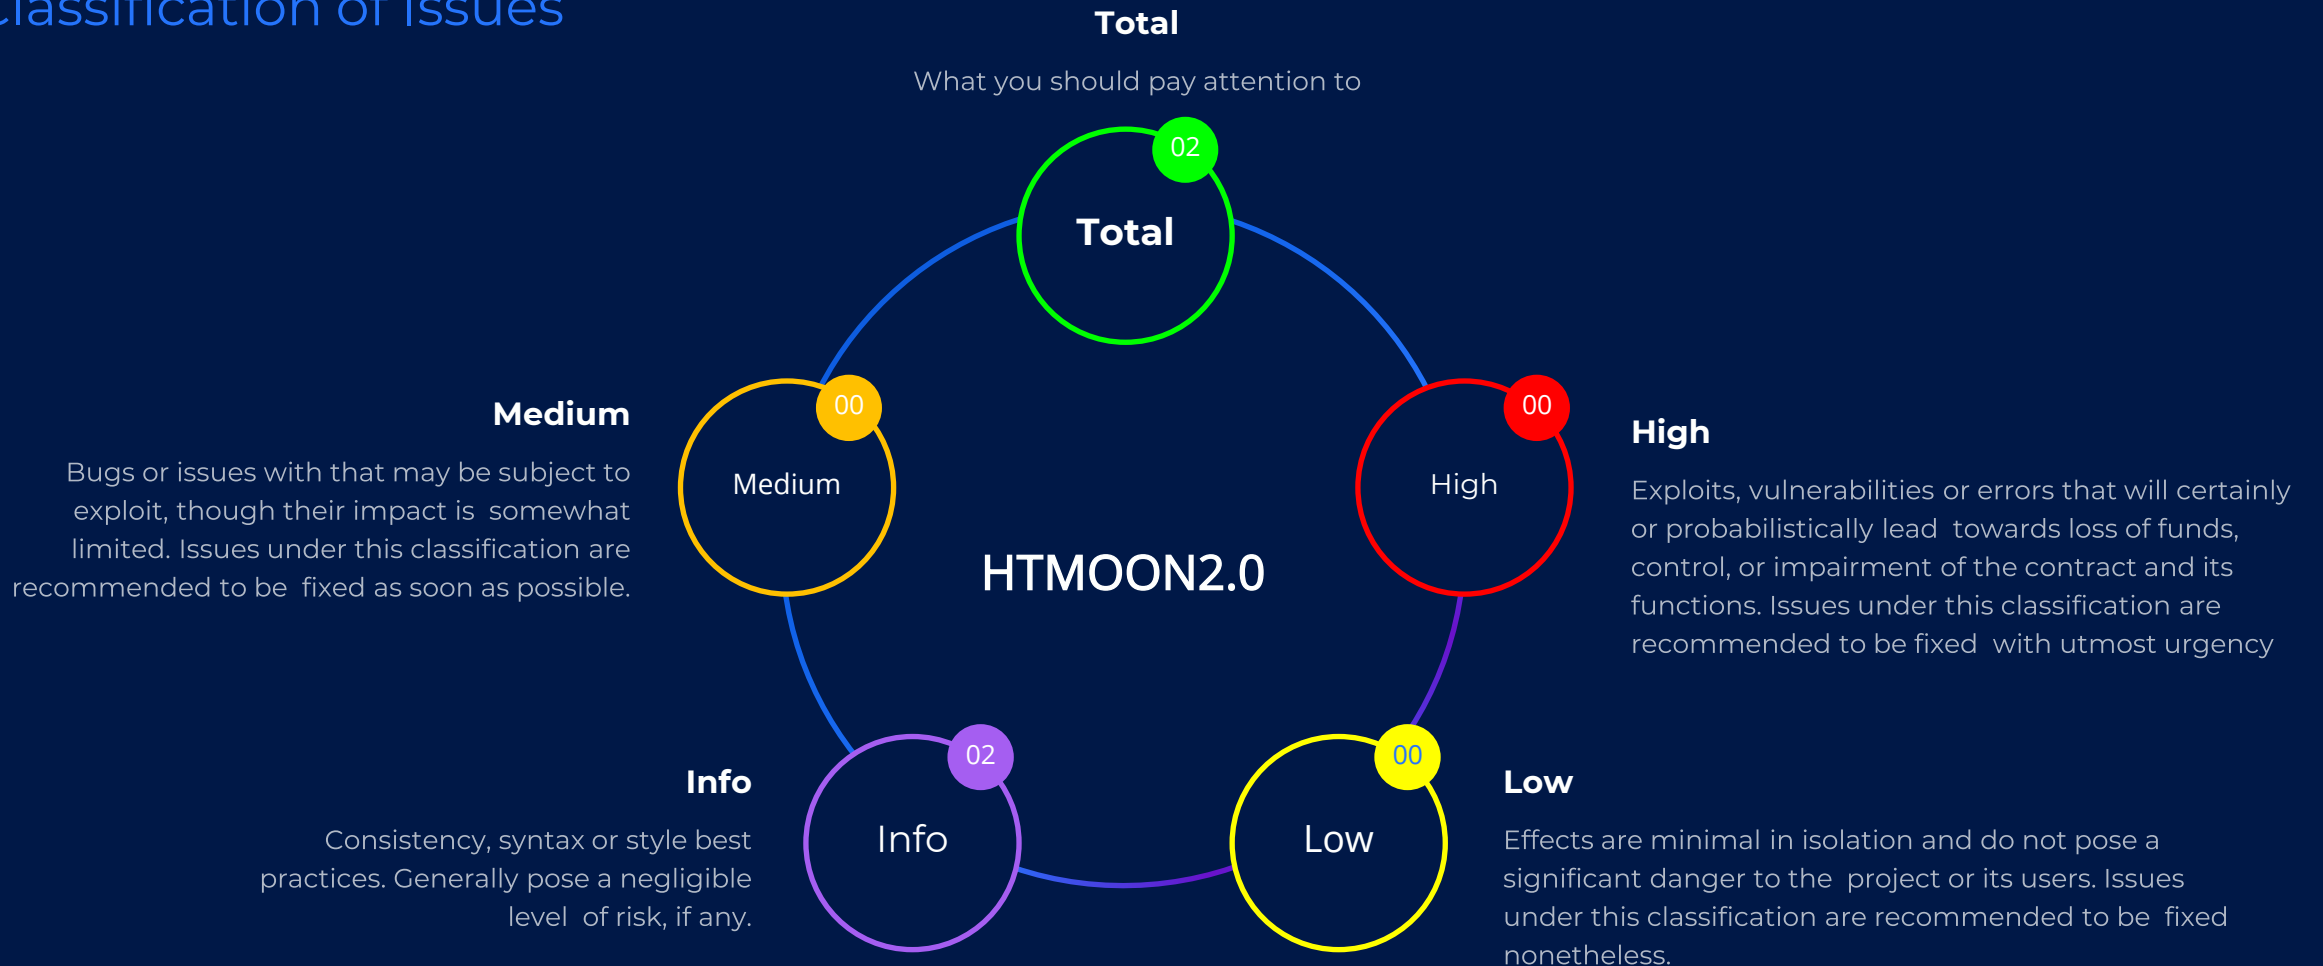 Classification of Issues
Total
What you should pay attention to
02
Total
Medium
Bugs or issues with that may be subject to
exploit, though their impact is somewhat
limited. Issues under this classification are
recommended to be fixed as soon as possible.
00
Medium
00
High
High
Exploits, vulnerabilities or errors that will certainly
or probabilistically lead towards loss of funds,
control, or impairment of the contract and its
functions. Issues under this classification are
recommended to be fixed with utmost urgency
HTMOON2.0
Info
Consistency, syntax or style best
practices. Generally pose a negligible
level of risk, if any.
02
Info
00
Low
Low
Effects are minimal in isolation and do not pose a
significant danger to the project or its users. Issues
under this classification are recommended to be fixed
nonetheless.